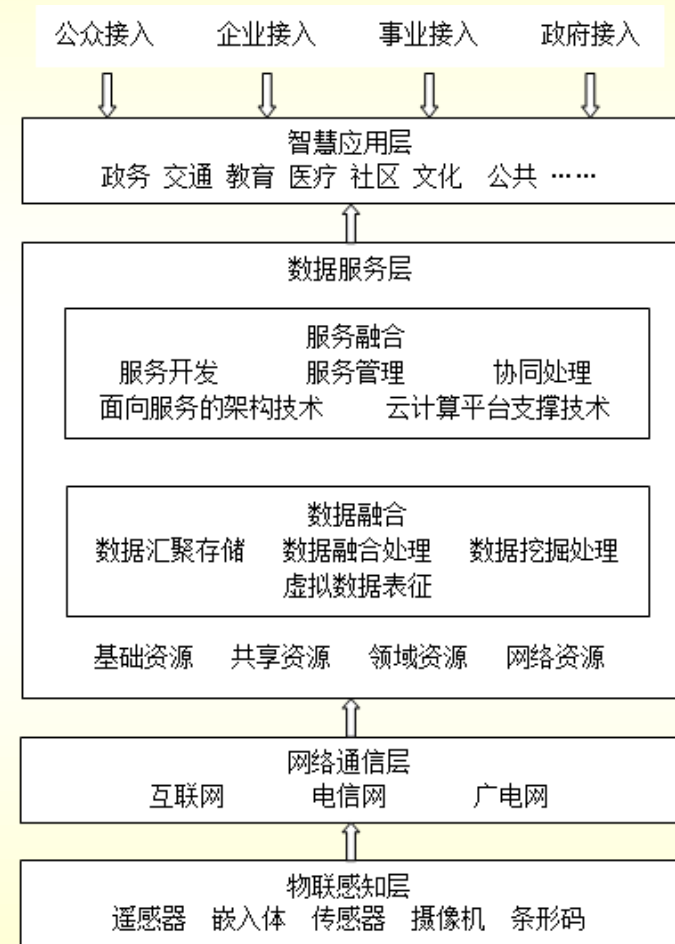 公众接入 企业接入 事业接入 政府接入
智慧应用层
政务 交通 教育 医疗 社区 文化 公共 ……
数据服务层
服务融合
服务开发 服务管理 协同处理
面向服务的架构技术 云计算平台支撑技术
数据融合
数据汇聚存储 数据融合处理 数据挖掘处理
虚拟数据表征
基础资源 共享资源 领域资源 网络资源
网络通信层
互联网 电信网 广电网
物联感知层
遥感器 嵌入体 传感器 摄像机 条形码